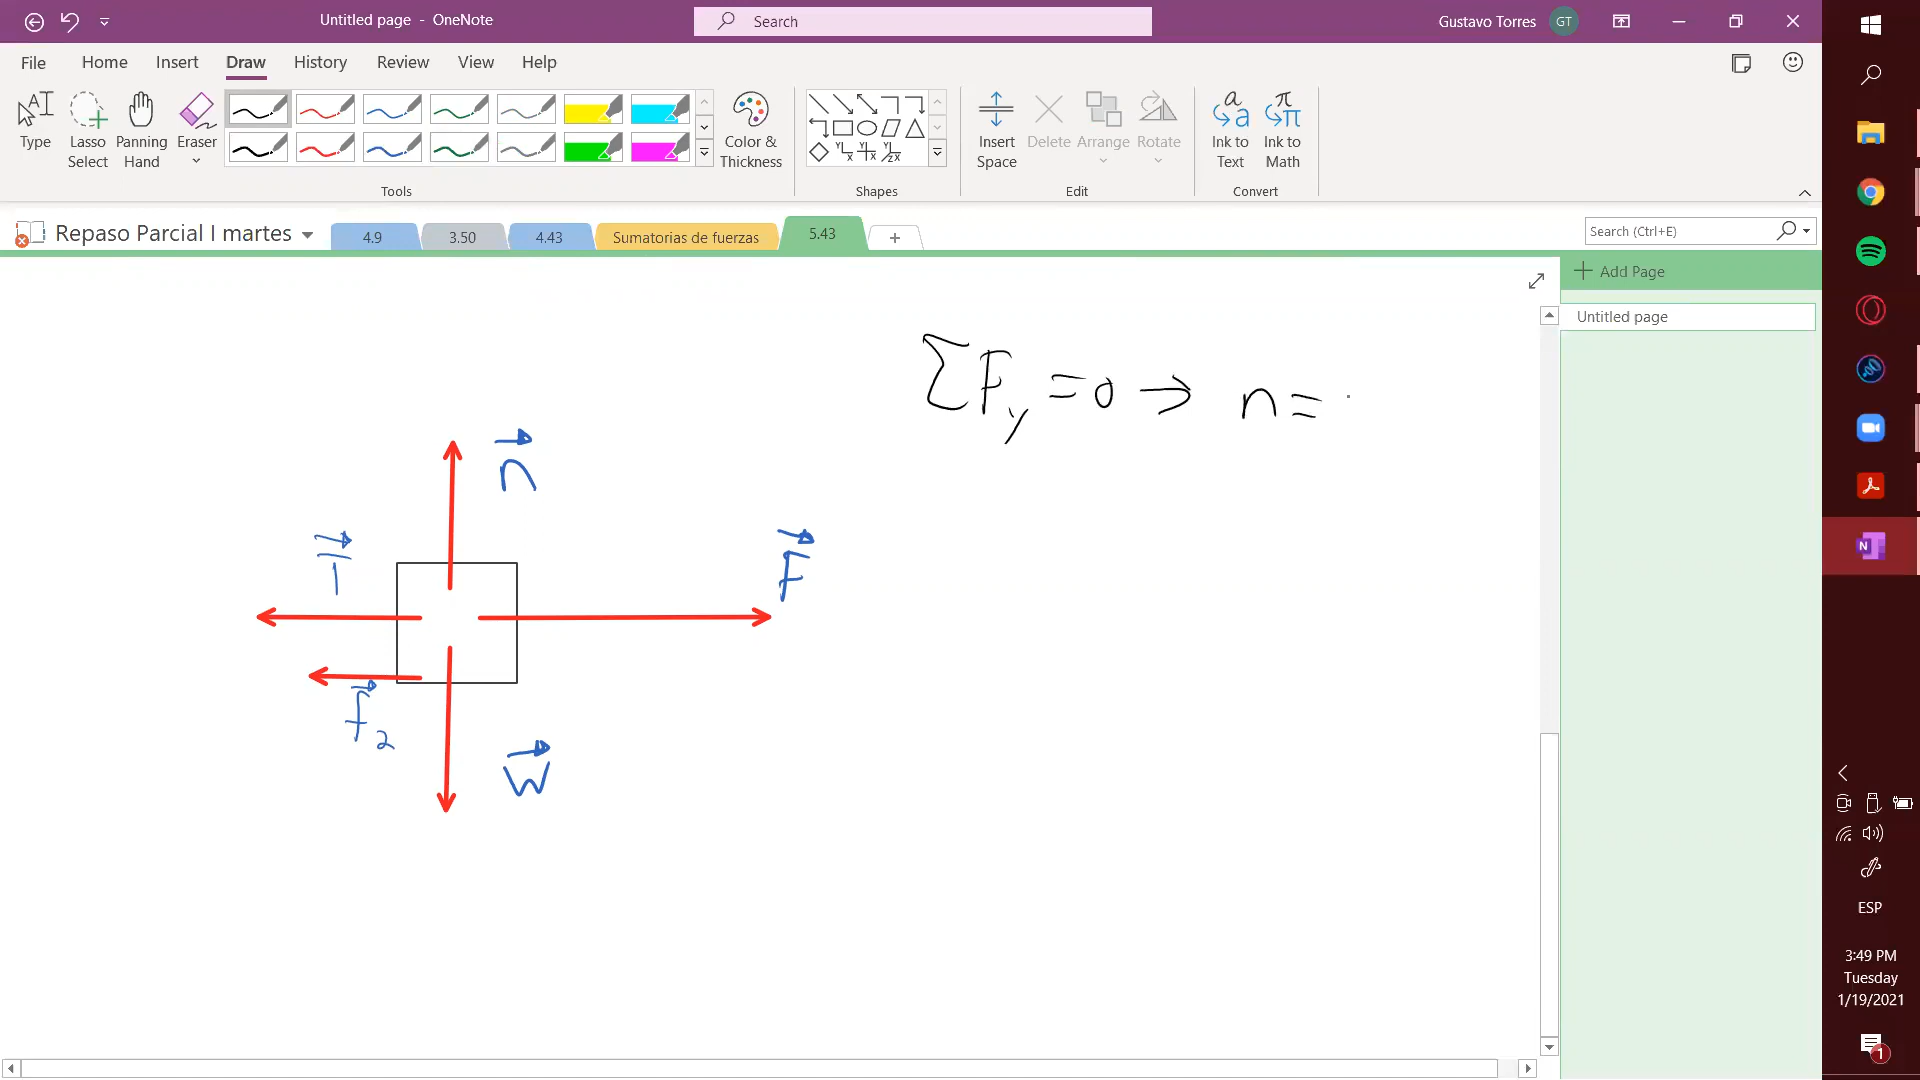 Untitled page - OneNote
Search
Gustavo Torres
GT
File Home Insert Draw History Review View Help
Type
Lasso Select
Panning Hand
Eraser
Color & Thickness
Insert Space
Delete
Arrange
Rotate
Ink to Text
Ink to Math
Tools
Shapes
Edit
Convert
Repaso Parcial I martes
4.9
3.50
4.43
Sumatorias de fuerzas
5.43
Search (Ctrl+E)
Add Page
Untitled page
ΣFy = 0 → n =
n
T
F
f2
w
ESP
3:49 PM
Tuesday
1/19/2021
1